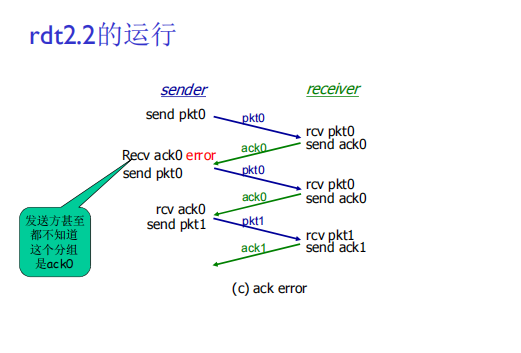 rdt2.2的运行
sender
receiver
send pkt0
pkt0
rcv pkt0
send ack0
ack0
Recv ack0 error
send pkt0
pkt0
rcv pkt0
send ack0
ack0
rcv ack0
send pkt1
pkt1
rcv pkt1
send ack1
ack1
发送方甚至
都不知道
这个分组
是ack0
(c) ack error